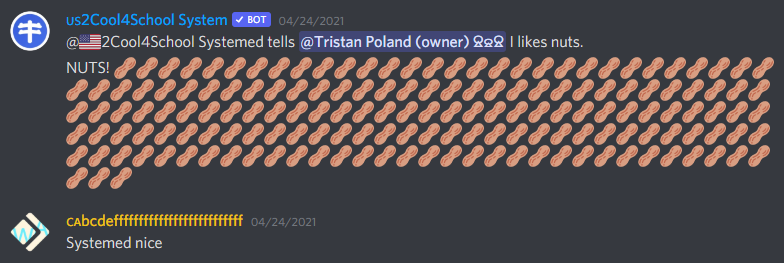 us2Cool4School System ✓ BOT 04/24/2021
@🇺🇸2Cool4School Systemed tells @Tristan Poland (owner) I likes nuts.
NUTS!
cAbcdeffffffffffffffffffffffffff 04/24/2021
Systemed nice